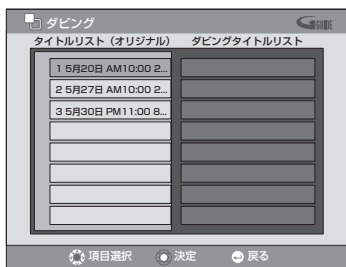 ダビング
G GUIDE
タイトルリスト（オリジナル） ダビングタイトルリスト
1 5月20日 AM10:00 2...
2 5月27日 AM10:00 2...
3 5月30日 PM11:00 8...
項目選択 決定 戻る